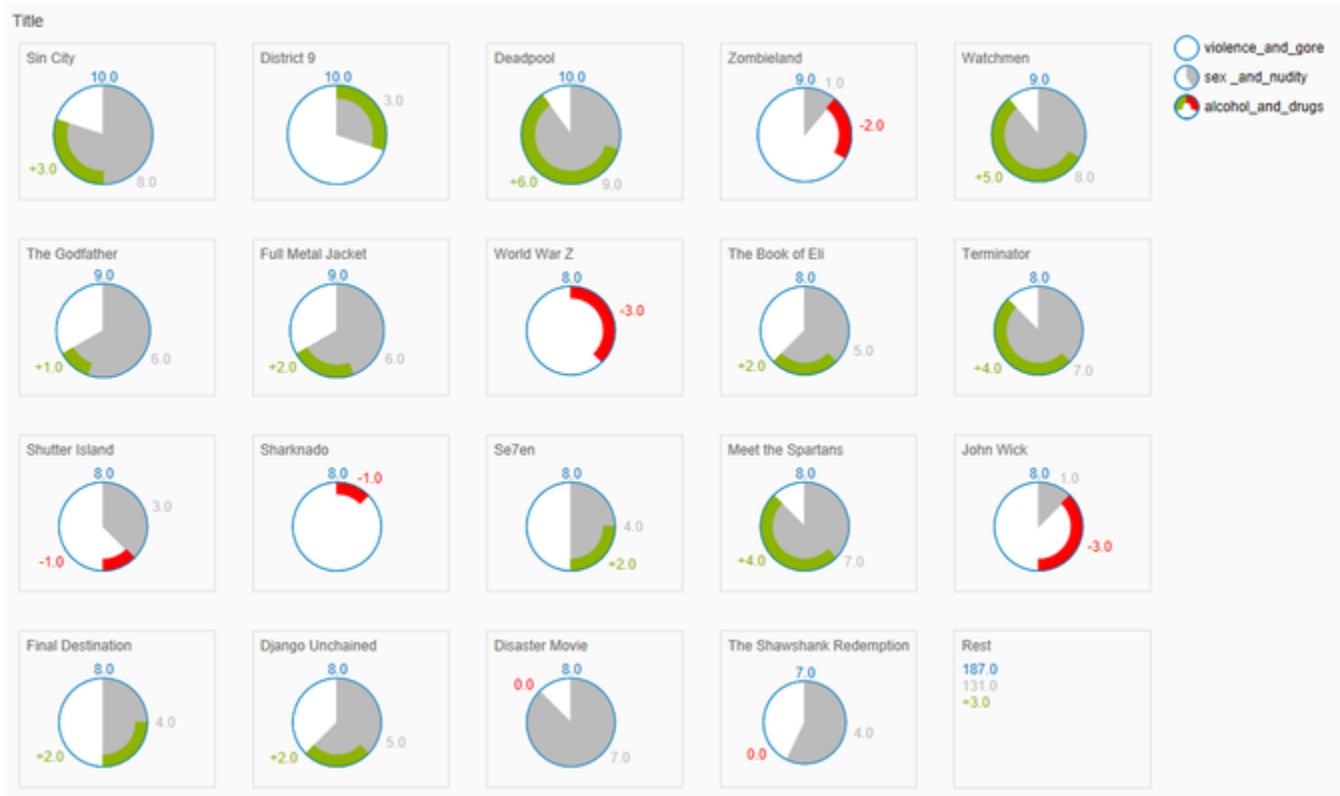 Title
Sin City
10.0
+3.0
8.0
District 9
10.0
3.0
Deadpool
10.0
+6.0
9.0
Zombieland
9.0
1.0
-2.0
Watchmen
9.0
+5.0
8.0
violence_and_gore
sex _and_nudity
alcohol_and_drugs
The Godfather
9.0
+1.0
6.0
Full Metal Jacket
9.0
+2.0
6.0
World War Z
8.0
-3.0
The Book of Eli
8.0
+2.0
5.0
Terminator
8.0
+4.0
7.0
Shutter Island
8.0
3.0
-1.0
Sharknado
8.0
-1.0
Se7en
8.0
4.0
+2.0
Meet the Spartans
8.0
+4.0
7.0
John Wick
8.0
1.0
-3.0
Final Destination
8.0
4.0
+2.0
Django Unchained
8.0
5.0
+2.0
Disaster Movie
8.0
0.0
7.0
The Shawshank Redemption
7.0
4.0
0.0
Rest
187.0
131.0
+3.0